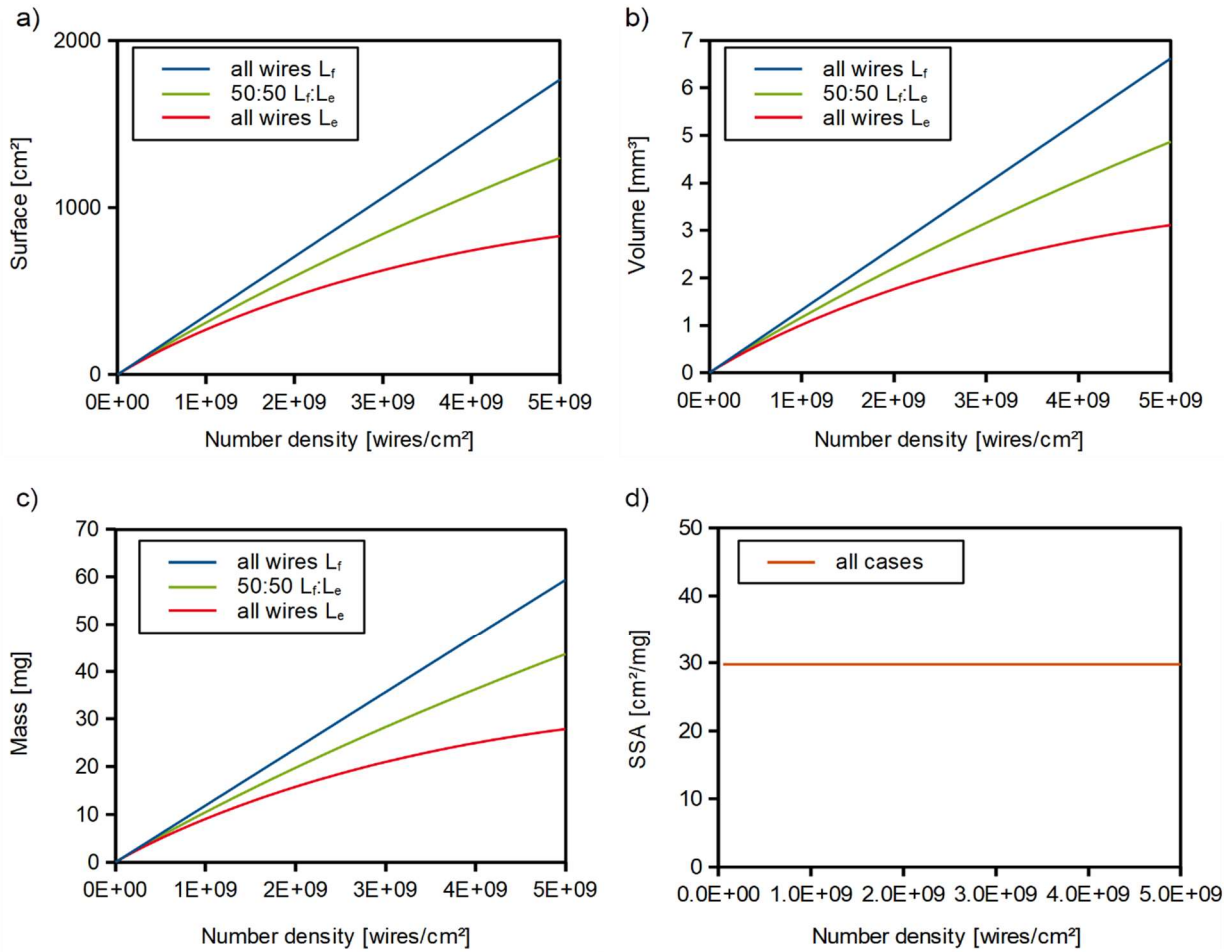 a)
2000
1000
0
Surface [cm²]
all wires Lf
50:50 Lf:Le
all wires Le
0E+00 1E+09 2E+09 3E+09 4E+09 5E+09
Number density [wires/cm²]
b)
7
6
5
4
3
2
1
0
Volume [mm³]
all wires Lf
50:50 Lf:Le
all wires Le
0E+00 1E+09 2E+09 3E+09 4E+09 5E+09
Number density [wires/cm²]
c)
70
60
50
40
30
20
10
0
Mass [mg]
all wires Lf
50:50 Lf:Le
all wires Le
0E+00 1E+09 2E+09 3E+09 4E+09 5E+09
Number density [wires/cm²]
d)
50
40
30
20
10
0
SSA [cm²/mg]
all cases
0.0E+09 1.0E+09 2.0E+09 3.0E+09 4.0E+09 5.0E+09
Number density [wires/cm²]